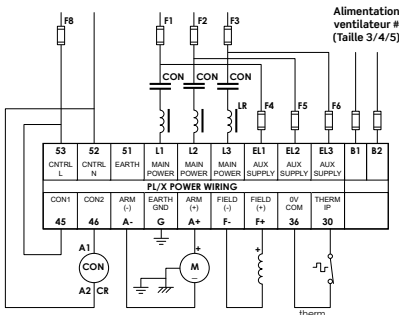 Alimentation
ventilateur #
(Taille 3/4/5)
F8 F1 F2 F3
CON CON CON
LR F4 F5 F6
53 52 51 L1 L2 L3 EL1 EL2 EL3 B1 B2
CNTRL L CNTRL N EARTH MAIN POWER MAIN POWER MAIN POWER AUX SUPPLY AUX SUPPLY AUX SUPPLY
PL/X POWER WIRING
CON1 CON2 ARM (-) EARTH GND ARM (+) FIELD (-) FIELD (+) 0V COM THERM IP
45 46 A- G A+ F- F+ 36 30
A1
CON
A2 CR
+
M
–
+
therm